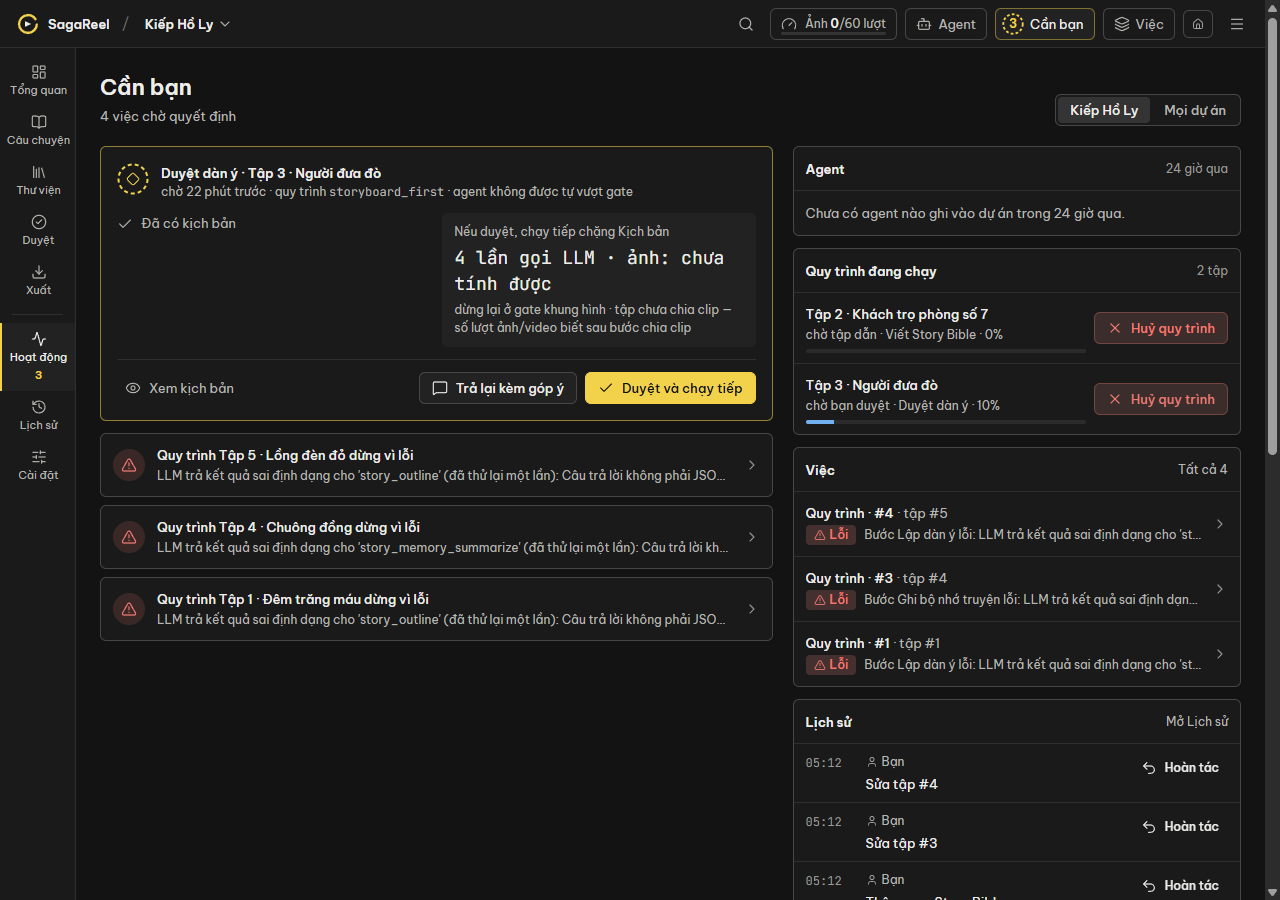 SagaReel / Kiếp Hồ Ly
Ảnh 0/60 lượt
Agent
3 Cần bạn
Việc
Tổng quan
Câu chuyện
Thư viện
Duyệt
Xuất
Hoạt động
3
Lịch sử
Cài đặt
Cần bạn
4 việc chờ quyết định
Kiếp Hồ Ly
Mọi dự án
Duyệt dàn ý · Tập 3 · Người đưa đò
chờ 22 phút trước · quy trình storyboard_first · agent không được tự vượt gate
Đã có kịch bản
Nếu duyệt, chạy tiếp chặng Kịch bản
4 lần gọi LLM · ảnh: chưa
tính được
dừng lại ở gate khung hình · tập chưa chia clip —
số lượt ảnh/video biết sau bước chia clip
Xem kịch bản
Trả lại kèm góp ý
Duyệt và chạy tiếp
Quy trình Tập 5 · Lồng đèn đỏ dừng vì lỗi
LLM trả kết quả sai định dạng cho 'story_outline' (đã thử lại một lần): Câu trả lời không phải JSO...
Quy trình Tập 4 · Chuông đồng dừng vì lỗi
LLM trả kết quả sai định dạng cho 'story_memory_summarize' (đã thử lại một lần): Câu trả lời kh...
Quy trình Tập 1 · Đêm trăng máu dừng vì lỗi
LLM trả kết quả sai định dạng cho 'story_outline' (đã thử lại một lần): Câu trả lời không phải JSO...
Agent
24 giờ qua
Chưa có agent nào ghi vào dự án trong 24 giờ qua.
Quy trình đang chạy
2 tập
Tập 2 · Khách trọ phòng số 7
chờ tập dẫn · Viết Story Bible · 0%
Huỷ quy trình
Tập 3 · Người đưa đò
chờ bạn duyệt · Duyệt dàn ý · 10%
Huỷ quy trình
Việc
Tất cả 4
Quy trình · #4 · tập #5
Lỗi Bước Lập dàn ý lỗi: LLM trả kết quả sai định dạng cho 'st...
Quy trình · #3 · tập #4
Lỗi Bước Ghi bộ nhớ truyện lỗi: LLM trả kết quả sai định dạn...
Quy trình · #1 · tập #1
Lỗi Bước Lập dàn ý lỗi: LLM trả kết quả sai định dạng cho 'st...
Lịch sử
Mở Lịch sử
05:12 Bạn
Sửa tập #4
Hoàn tác
05:12 Bạn
Sửa tập #3
Hoàn tác
05:12 Bạn
Hoàn tác